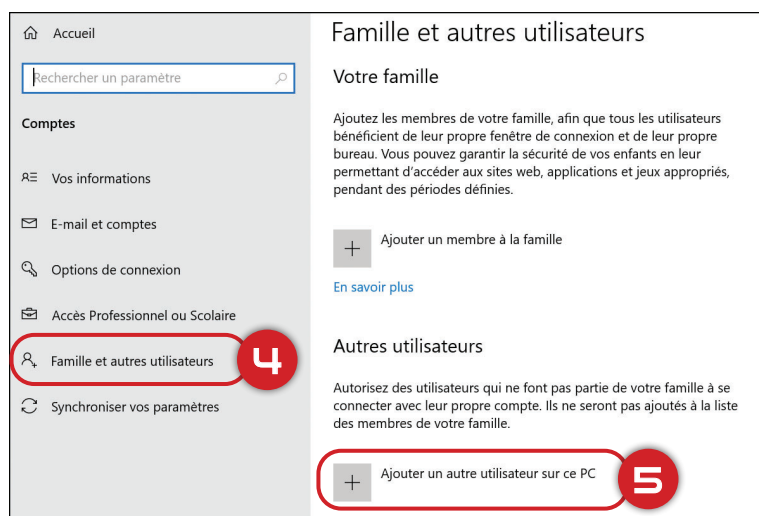 Accueil
Rechercher un paramètre
Comptes
Vos informations
E-mail et comptes
Options de connexion
Accès Professionnel ou Scolaire
Famille et autres utilisateurs
4
Synchroniser vos paramètres
Famille et autres utilisateurs
Votre famille
Ajoutez les membres de votre famille, afin que tous les utilisateurs
bénéficient de leur propre fenêtre de connexion et de leur propre
bureau. Vous pouvez garantir la sécurité de vos enfants en leur
permettant d'accéder aux sites web, applications et jeux appropriés,
pendant des périodes définies.
Ajouter un membre à la famille
En savoir plus
Autres utilisateurs
Autorisez des utilisateurs qui ne font pas partie de votre famille à se
connecter avec leur propre compte. Ils ne seront pas ajoutés à la liste
des membres de votre famille.
Ajouter un autre utilisateur sur ce PC
5